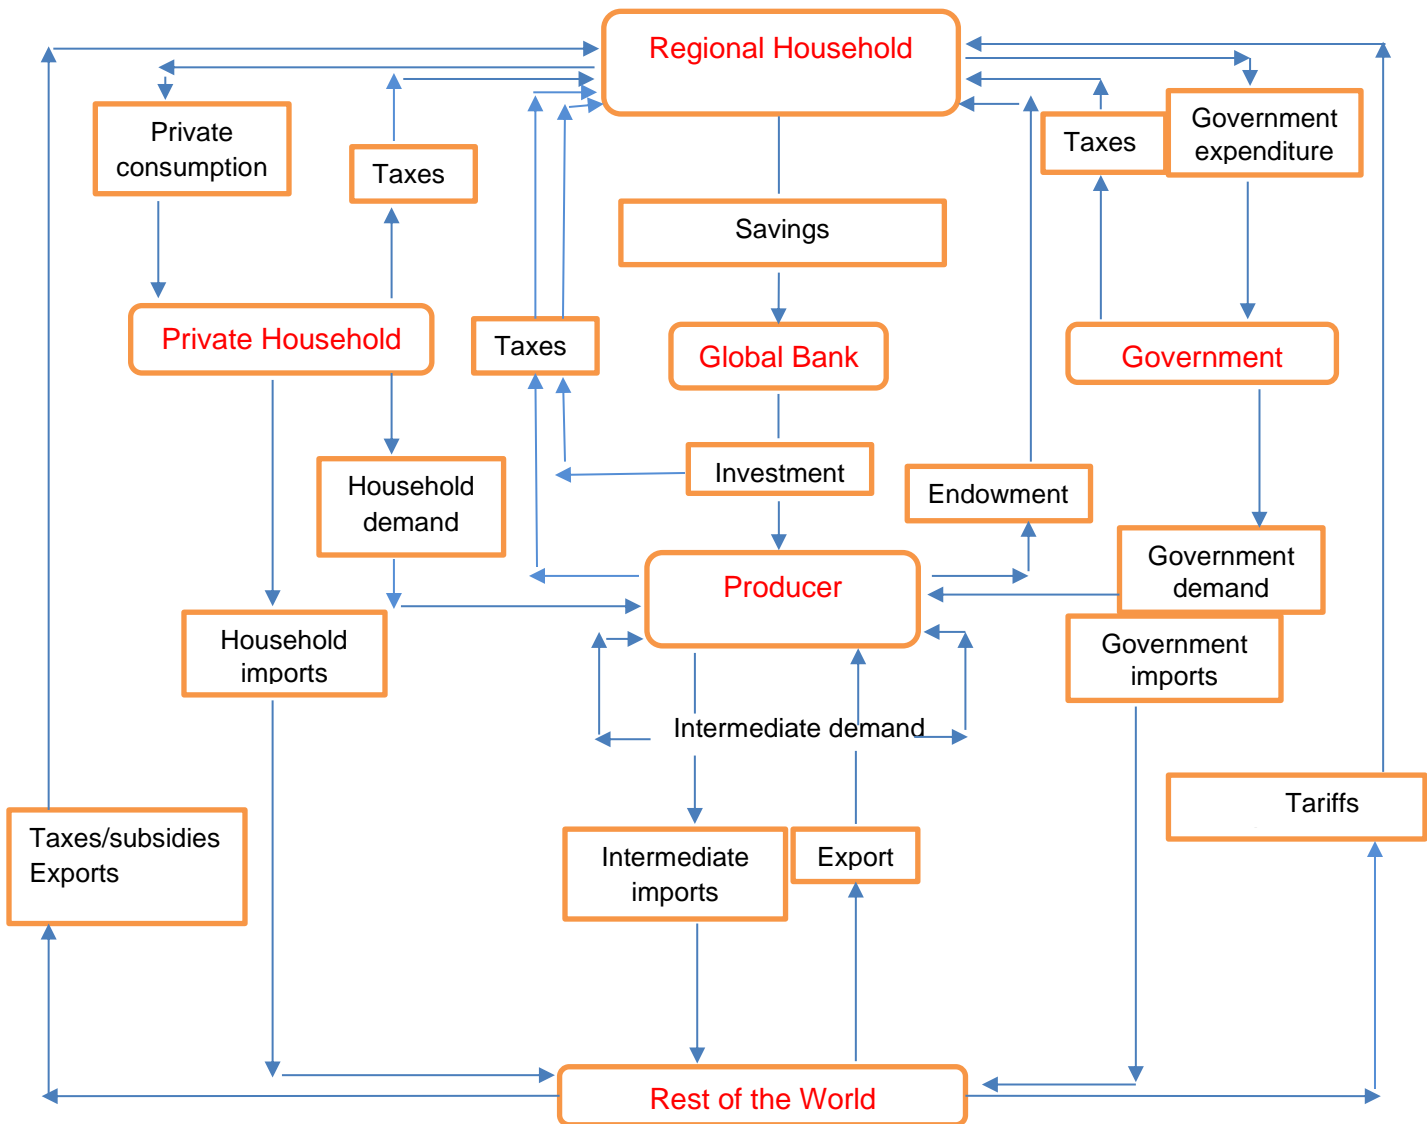 Regional Household
Private
consumption
Taxes
Taxes
Government
expenditure
Savings
Private Household
Taxes
Global Bank
Government
Investment
Household
demand
Endowment
Producer
Government
demand
Household
imports
Government
imports
Intermediate demand
Taxes/subsidies
Exports
Intermediate
imports
Export
Tariffs
Rest of the World